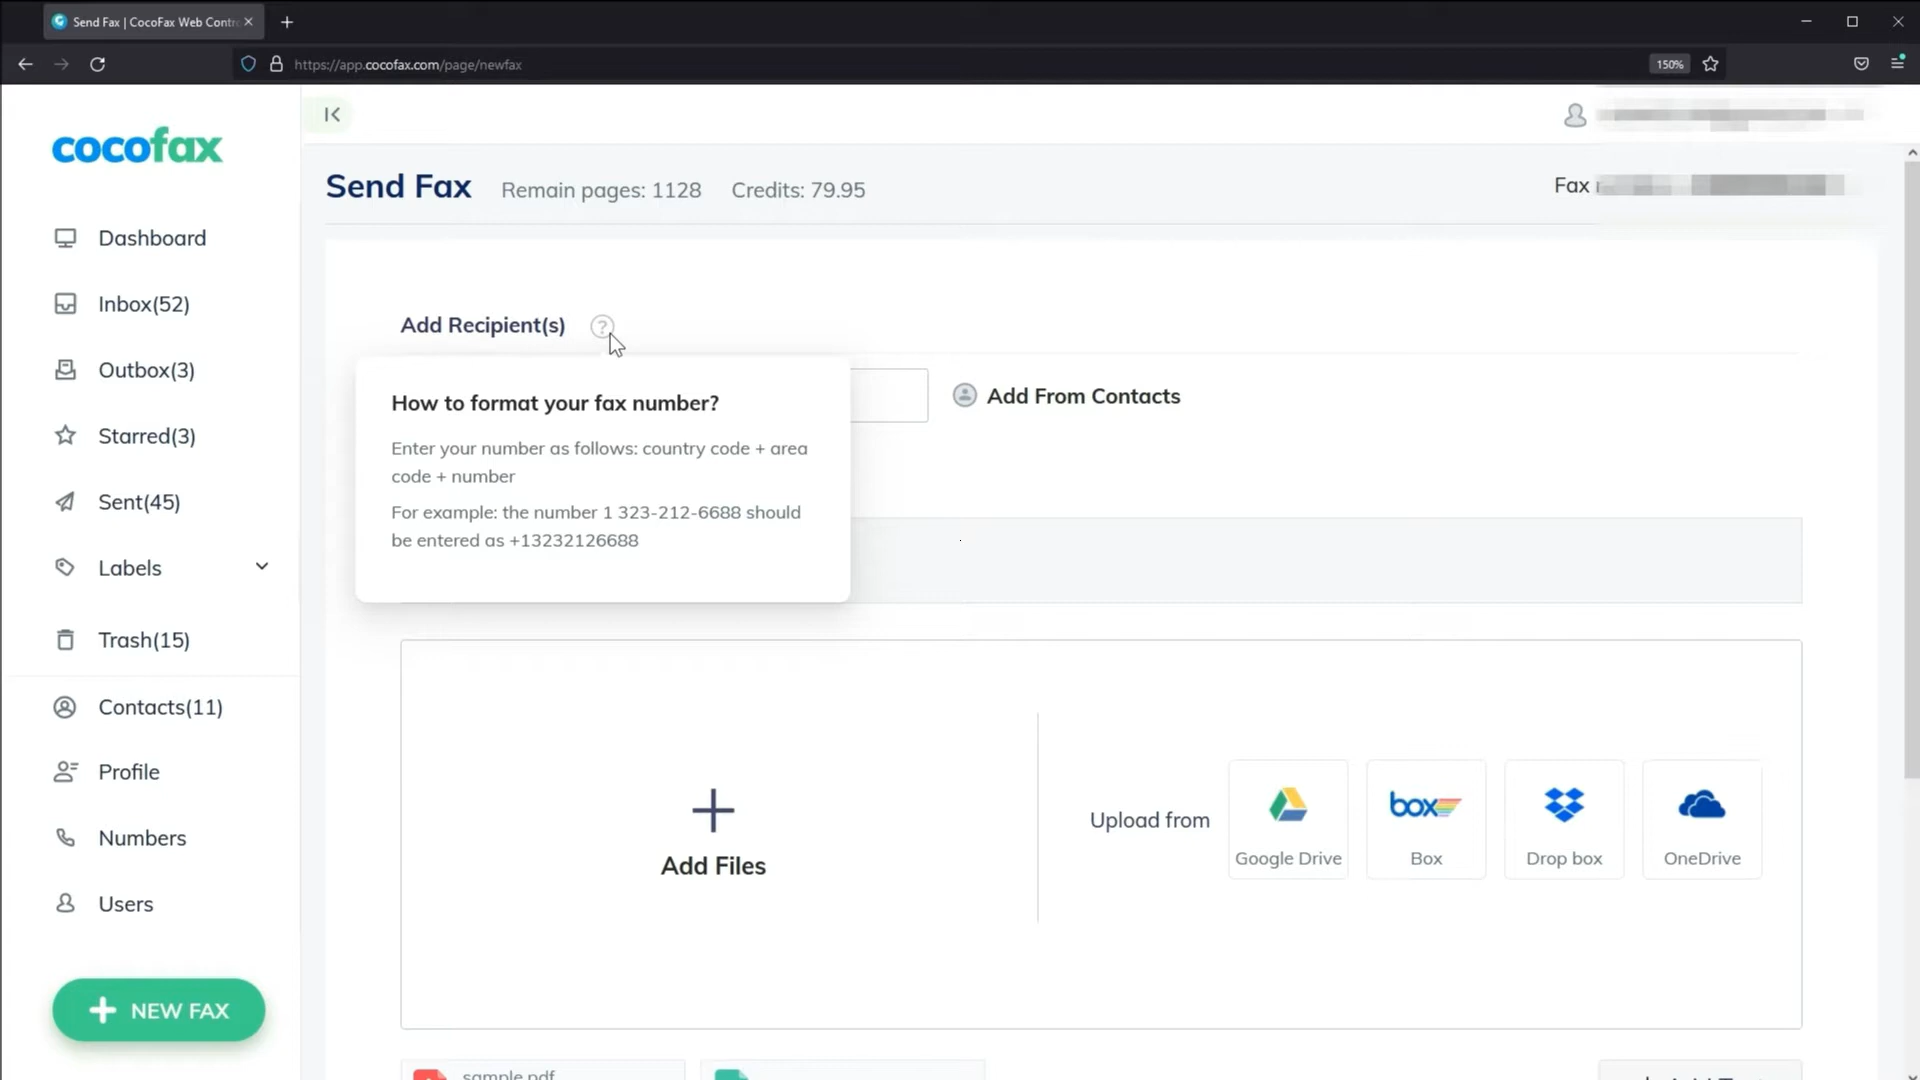 Send Fax | CocoFax Web Contr
https://app.cocofax.com/page/newfax
150%
cocofax
Dashboard
Inbox(52)
Outbox(3)
Starred(3)
Sent(45)
Labels
Trash(15)
Contacts(11)
Profile
Numbers
Users
NEW FAX
Send Fax Remain pages: 1128 Credits: 79.95
Fax
Add Recipient(s) ?
How to format your fax number?
Enter your number as follows: country code + area
code + number
For example: the number 1 323-212-6688 should
be entered as +13232126688
Add From Contacts
Add Files
Upload from
Google Drive
box
Box
Drop box
OneDrive
sample.pdf